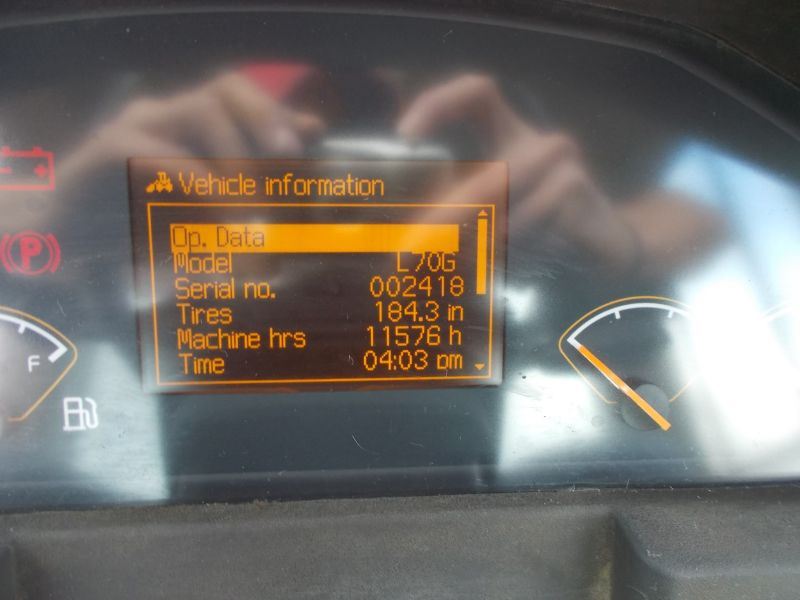 Vehicle information
Op. Data
Model L70G
Serial no. 002418
Tires 184.3 in
Machine hrs 11576 h
Time 04:03 pm
P
F